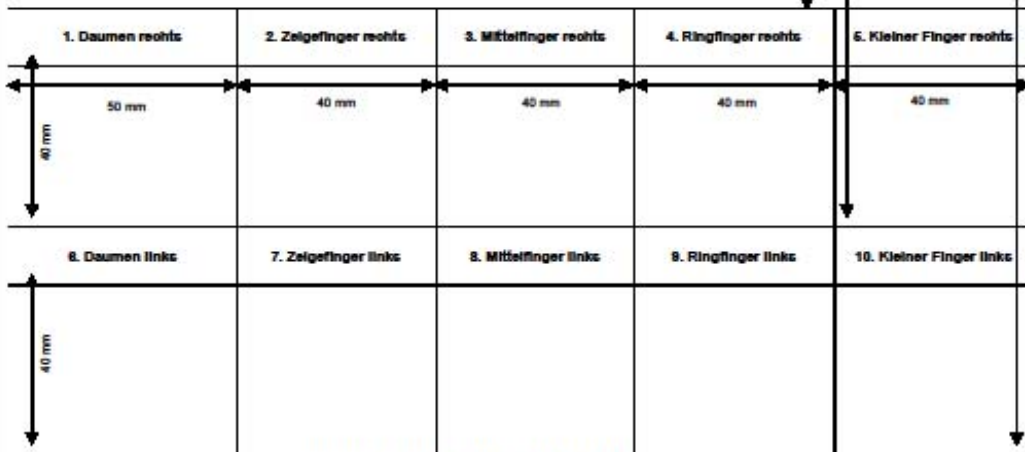 1. Daumen rechts
2. Zeigefinger rechts
3. Mittelfinger rechts
4. Ringfinger rechts
5. Kleiner Finger rechts
50 mm
40 mm
40 mm
40 mm
40 mm
40 mm
6. Daumen links
7. Zeigefinger links
8. Mittelfinger links
9. Ringfinger links
10. Kleiner Finger links
40 mm